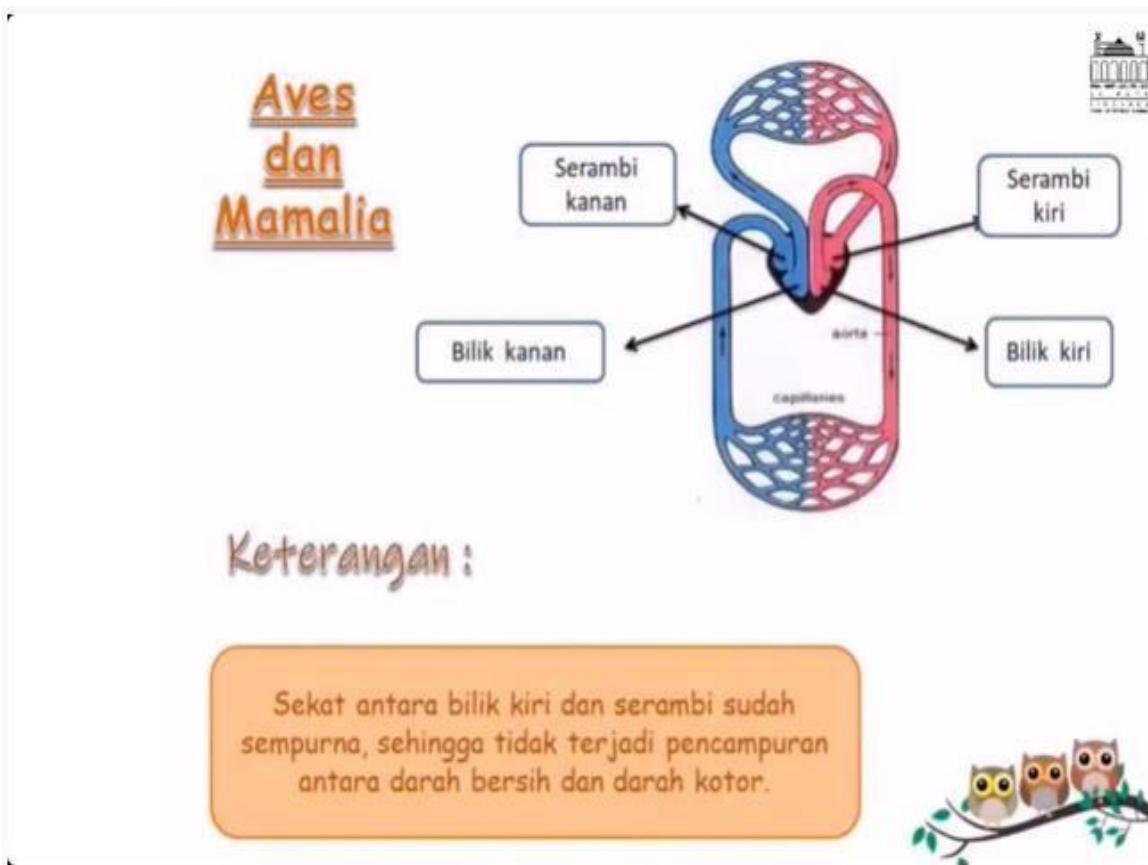 Aves
dan
Mamalia
Serambi
kanan
Serambi
kiri
Bilik kanan
aorta
Bilik kiri
capillaries
Keterangan :
Sekat antara bilik kiri dan serambi sudah
sempurna, sehingga tidak terjadi pencampuran
antara darah bersih dan darah kotor.